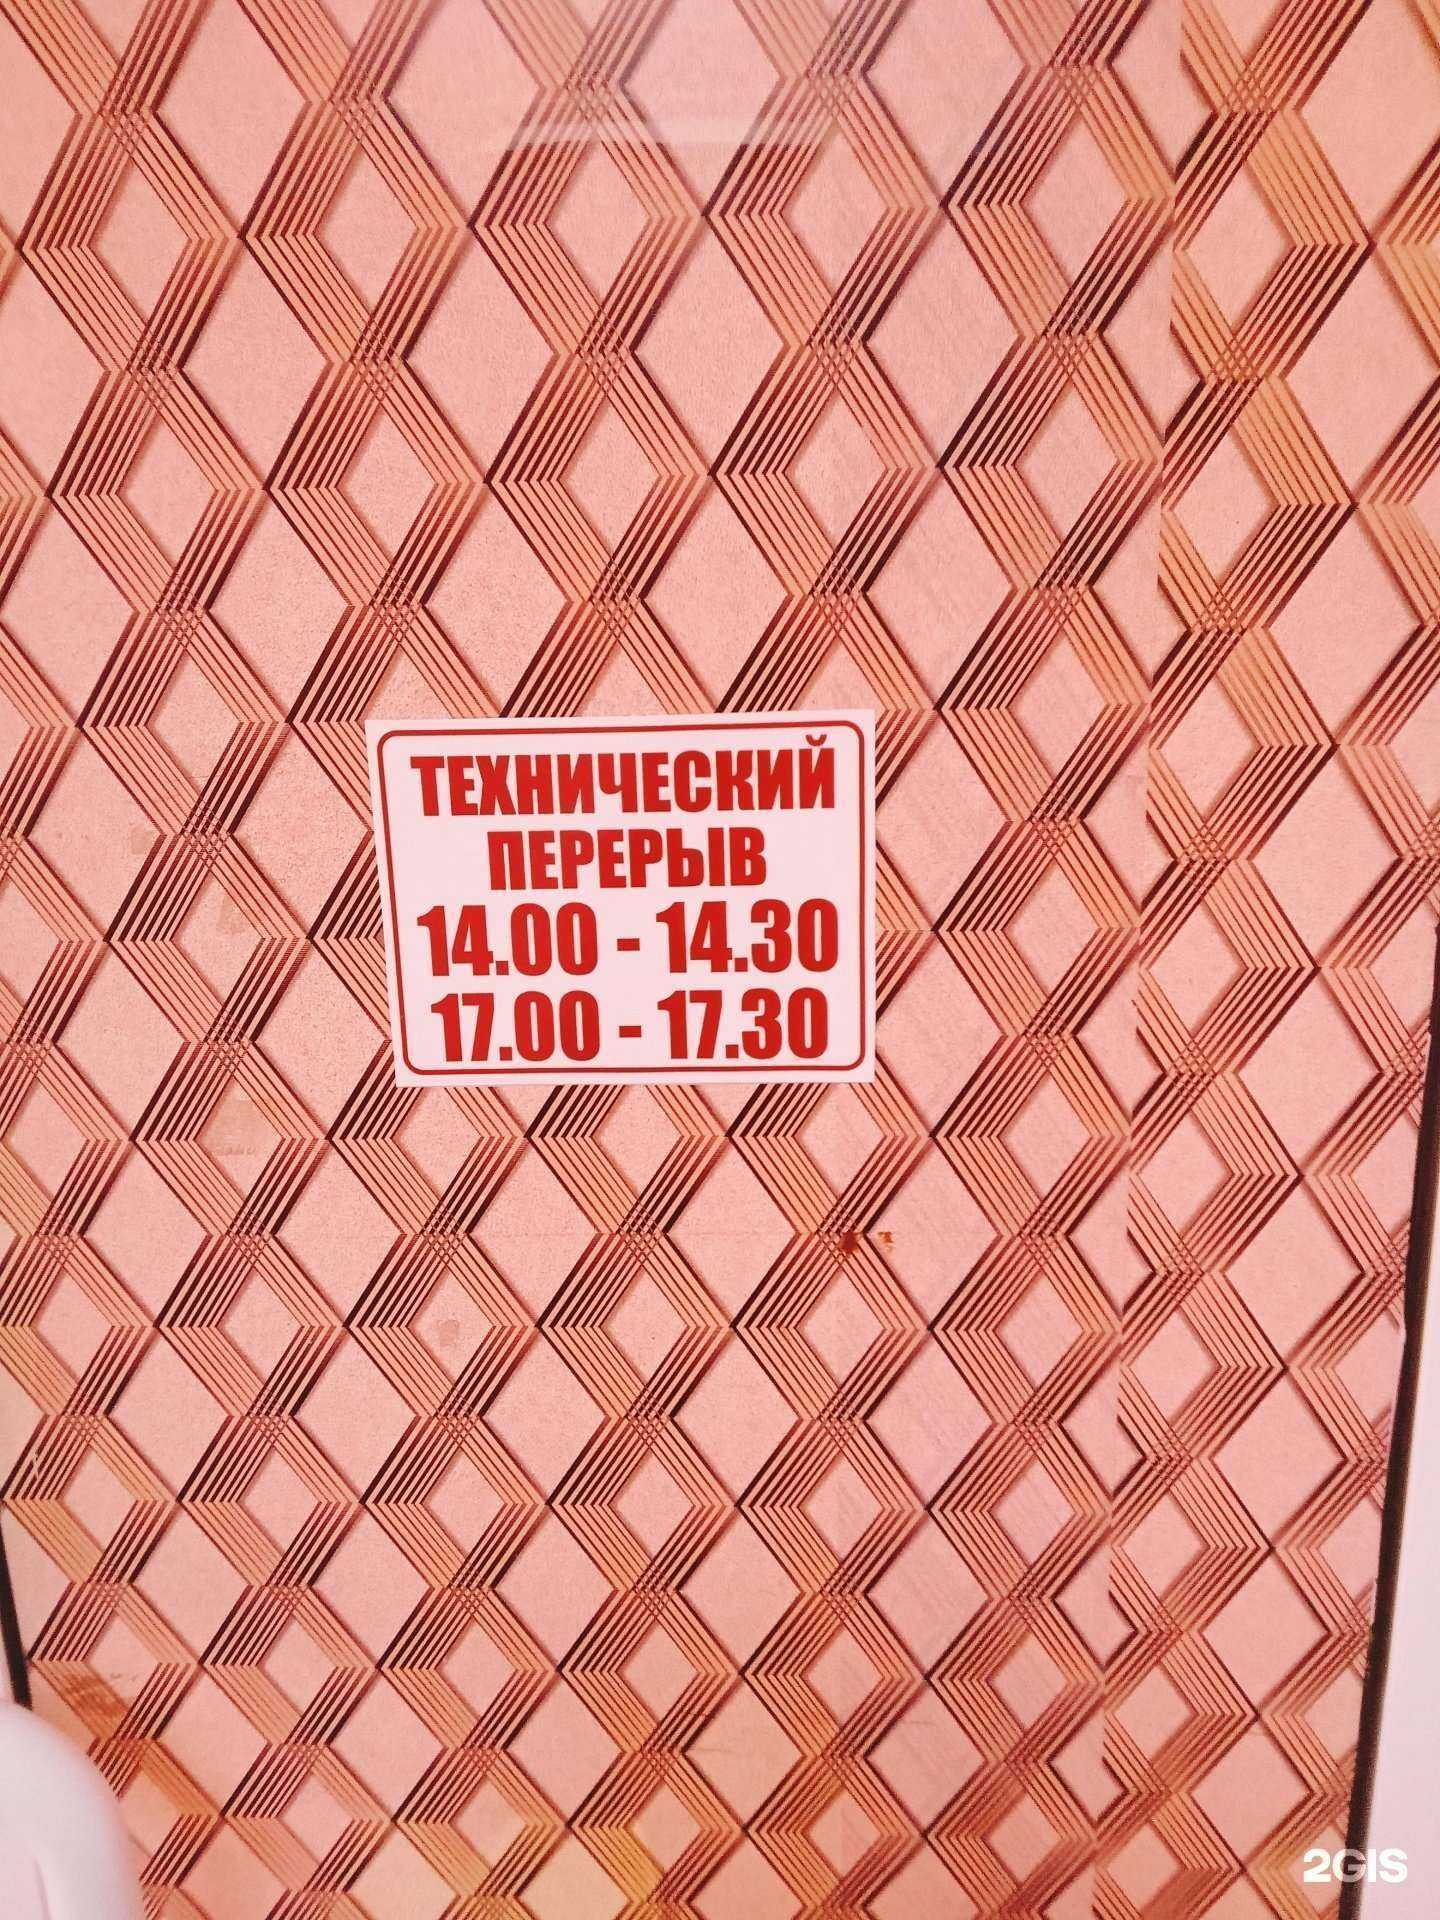 ТЕХНИЧЕСКИЙ
ПЕРЕРЫВ
14.00 - 14.30
17.00 - 17.30
2GIS